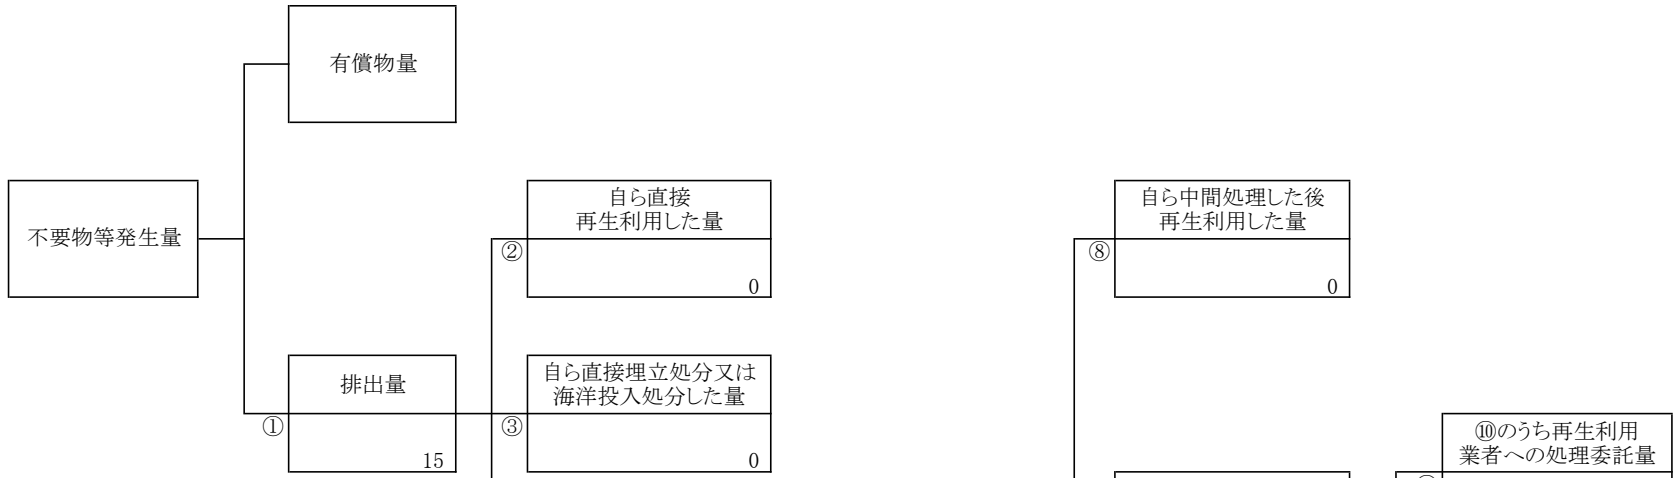 有償物量
不要物等発生量
自ら直接
再生利用した量
②
0
自ら中間処理した後
再生利用した量
⑧
0
排出量
①
15
自ら直接埋立処分又は
海洋投入処分した量
③
0
⑩のうち再生利用
業者への処理委託量